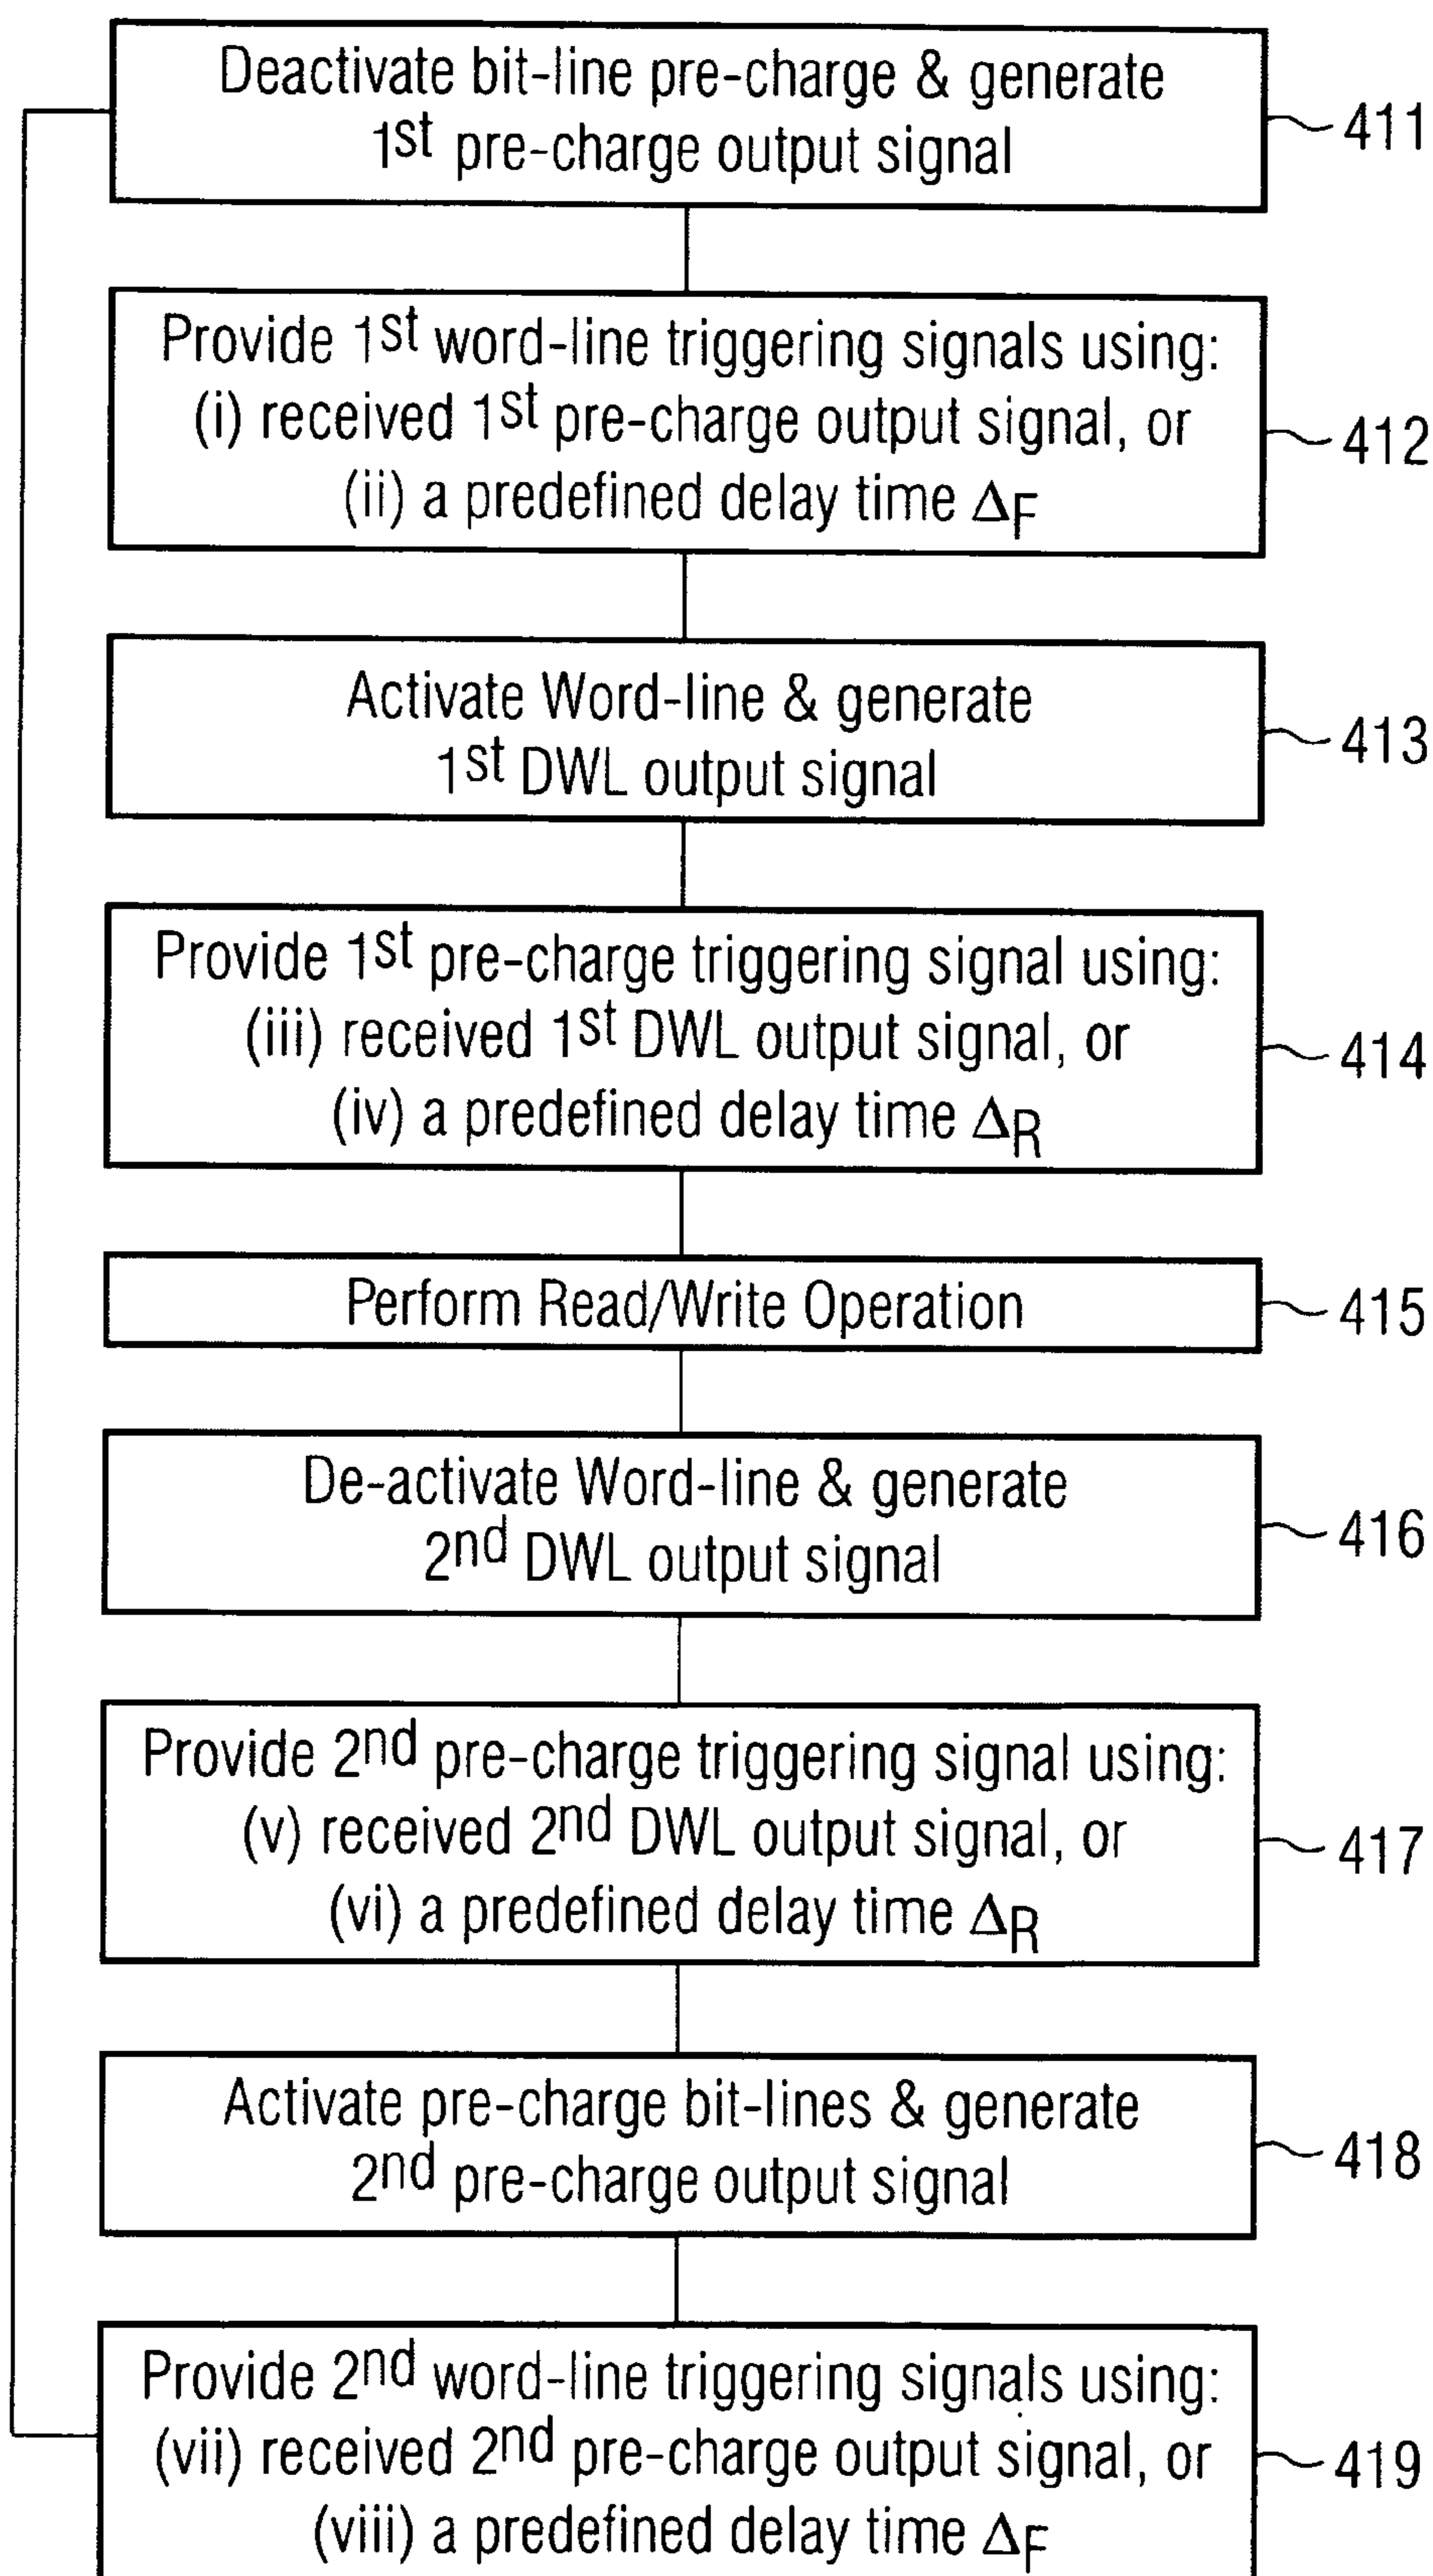 Deactivate bit-line pre-charge & generate
1st pre-charge output signal
411
Provide 1st word-line triggering signals using:
(i) received 1st pre-charge output signal, or
(ii) a predefined delay time ΔF
412
Activate Word-line & generate
1st DWL output signal
413
Provide 1st pre-charge triggering signal using:
(iii) received 1st DWL output signal, or
(iv) a predefined delay time ΔR
414
Perform Read/Write Operation
415
De-activate Word-line & generate
2nd DWL output signal
416
Provide 2nd pre-charge triggering signal using:
(v) received 2nd DWL output signal, or
(vi) a predefined delay time ΔR
417
Activate pre-charge bit-lines & generate
2nd pre-charge output signal
418
Provide 2nd word-line triggering signals using:
(vii) received 2nd pre-charge output signal, or
(viii) a predefined delay time ΔF
419